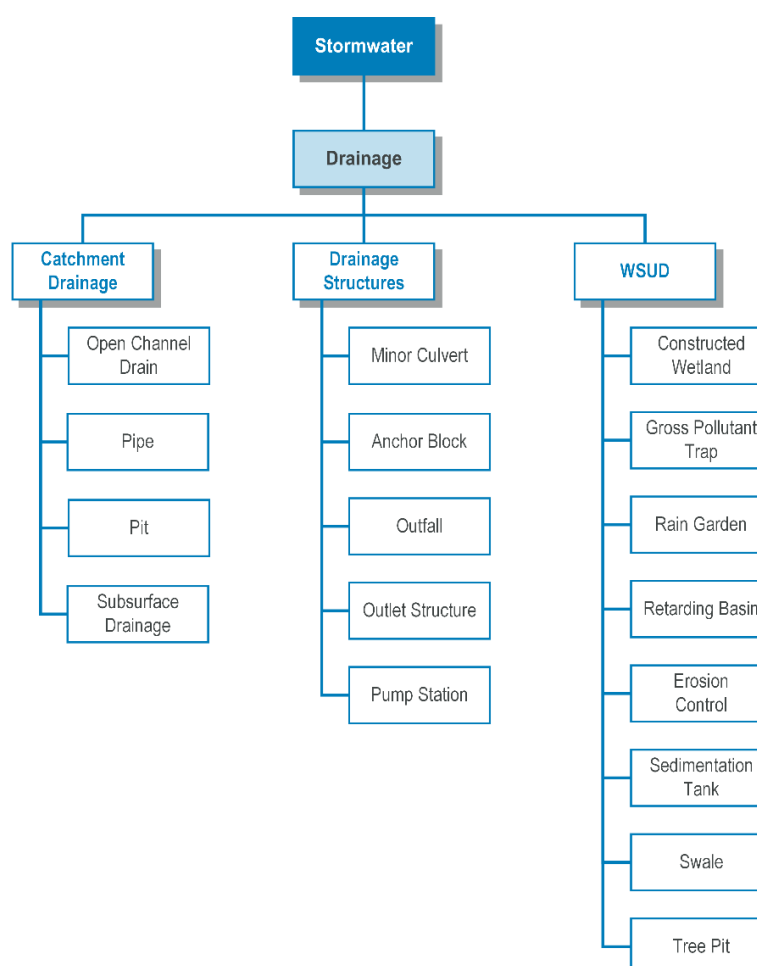 Stormwater
Drainage
Catchment
Drainage
Open Channel
Drain
Pipe
Pit
Subsurface
Drainage
Drainage
Structures
Minor Culvert
Anchor Block
Outfall
Outlet Structure
Pump Station
WSUD
Constructed
Wetland
Gross Pollutant
Trap
Rain Garden
Retarding Basin
Erosion
Control
Sedimentation
Tank
Swale
Tree Pit